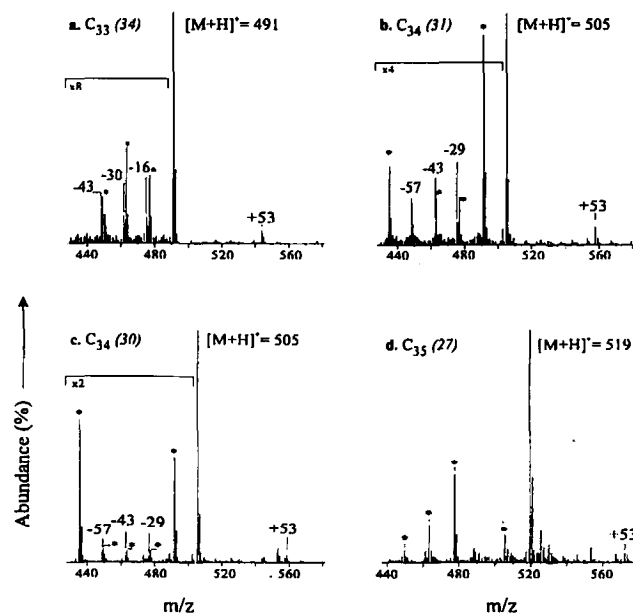 a. C33 (34) [M+H]+ = 491
x8
-43 * -30 * -16 * +53
440 480 520 560
b. C34 (31) [M+H]+ = 505
x4
* -57 -43 * -29 * * +53
440 480 520 560
c. C34 (30) [M+H]+ = 505
x2
* -57 * -43 * -29 * * +53
440 480 520 560
d. C35 (27) [M+H]+ = 519
* * * * +53
440 480 520 560
Abundance (%)
m/z m/z